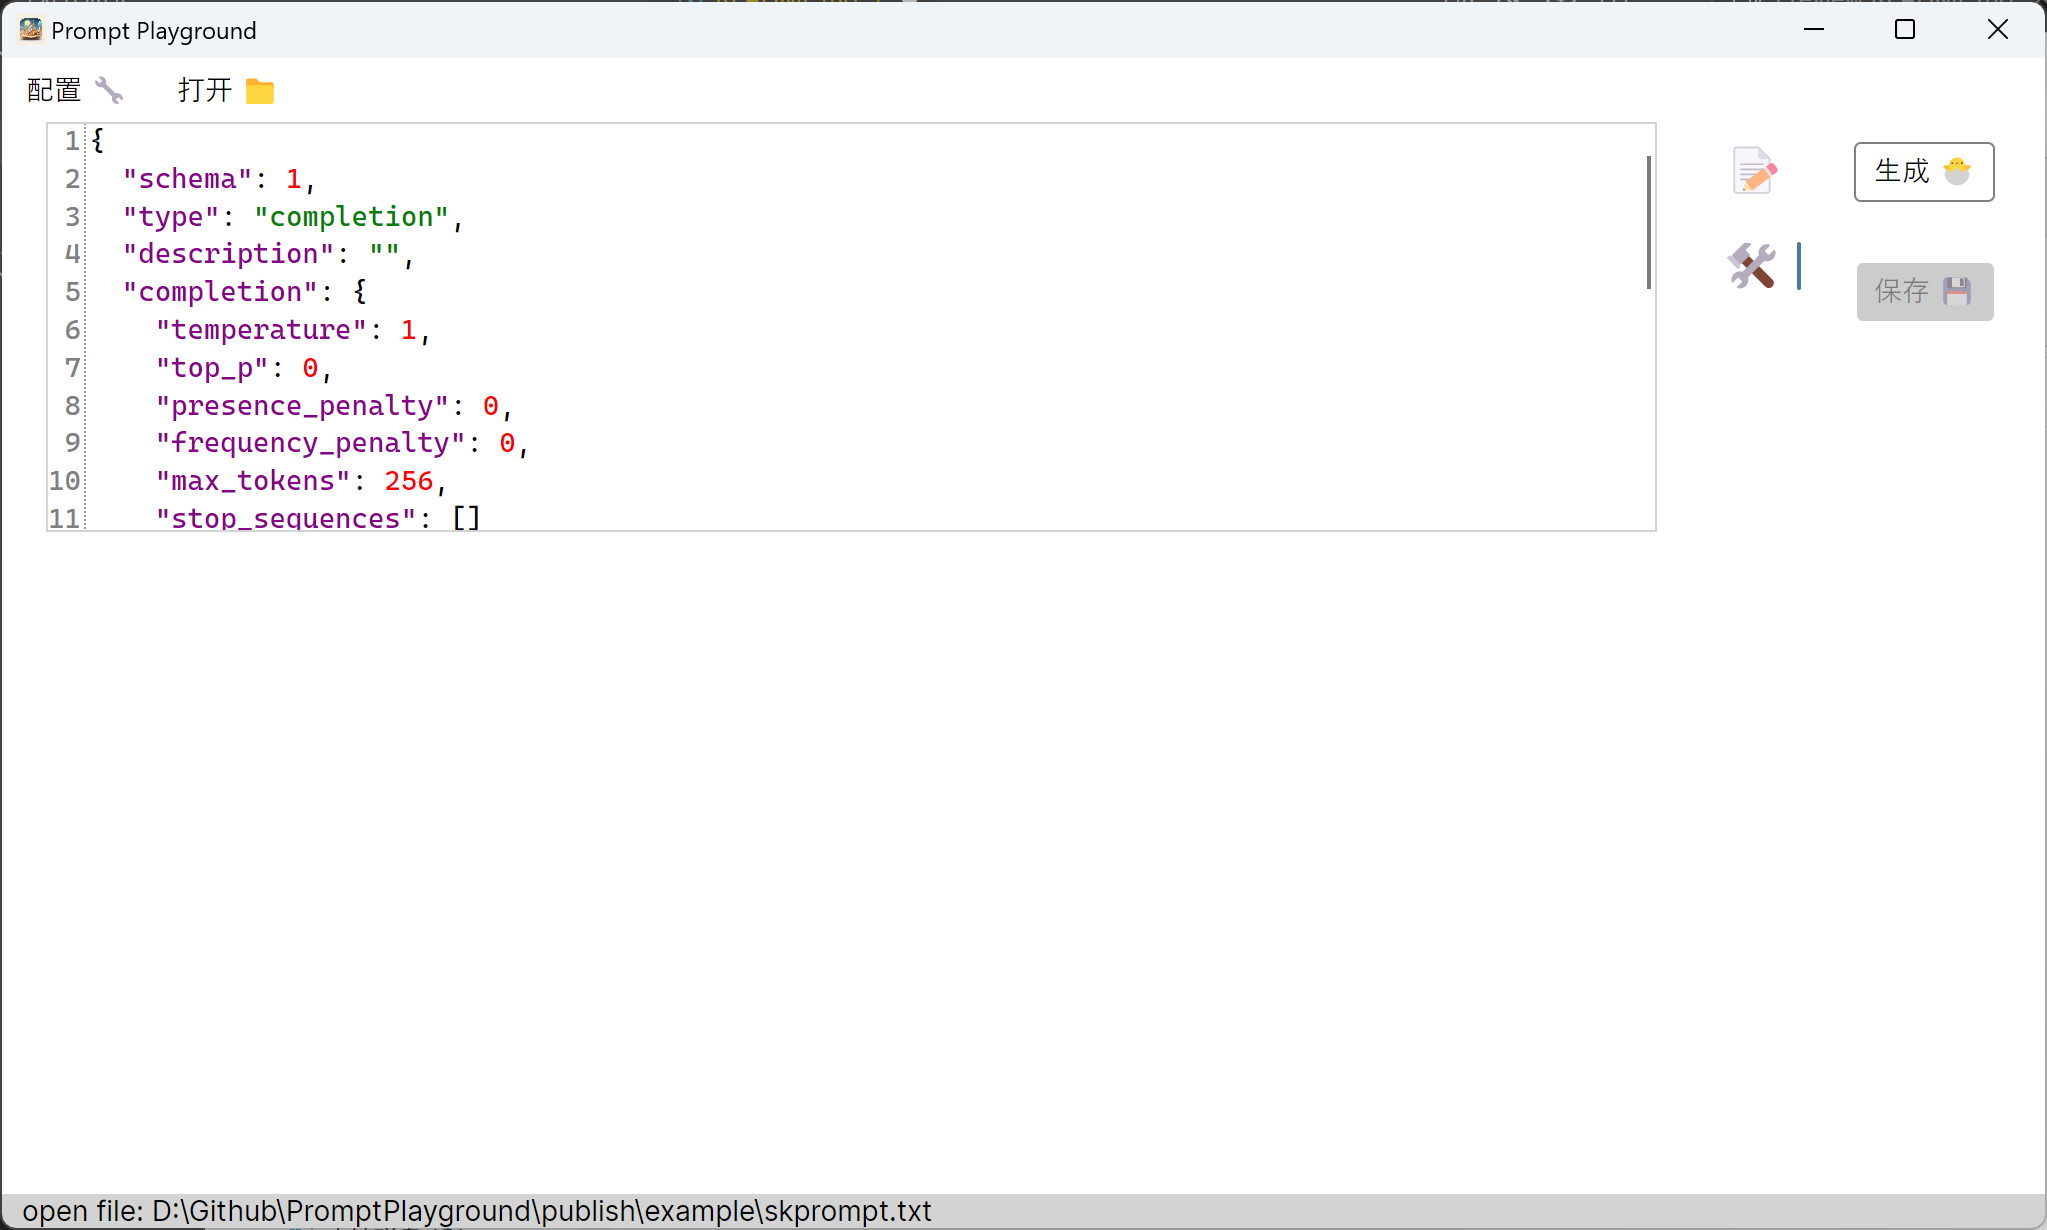 Prompt Playground
配置 打开
1 {
2   "schema": 1,
3   "type": "completion",
4   "description": "",
5   "completion": {
6     "temperature": 1,
7     "top_p": 0,
8     "presence_penalty": 0,
9     "frequency_penalty": 0,
10     "max_tokens": 256,
11     "stop_sequences": []
生成
保存
open file: D:\Github\PromptPlayground\publish\example\skprompt.txt